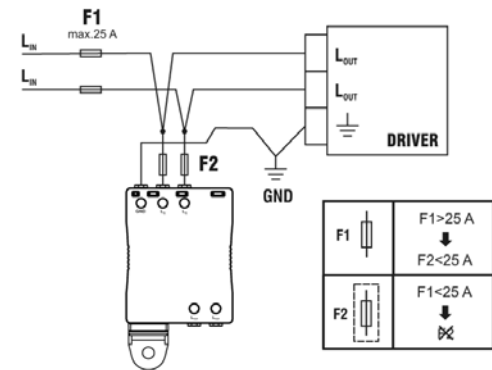 F1
max.25 A
L_IN
L_IN
L_OUT
L_OUT
DRIVER
F2
GND
F1
F1>25 A
F2<25 A
F2
F1<25 A